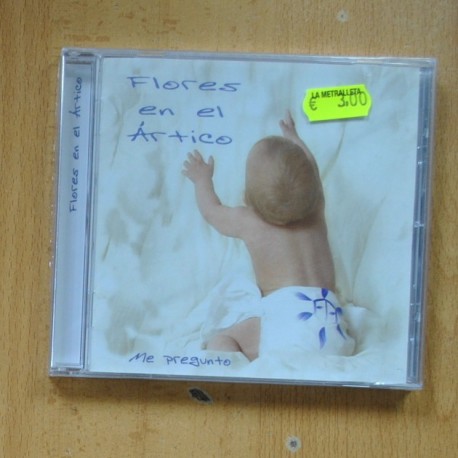 Flores
en el
Ártico
LA METRALLETA
€ 3,00
Flores en el Ártico
Me pregunto